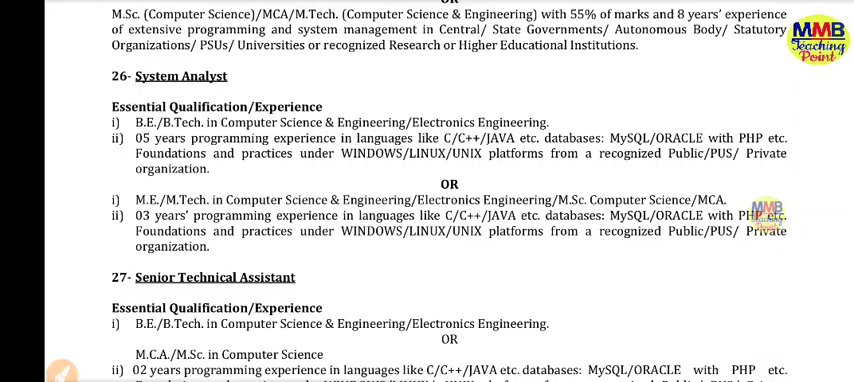 OR
M.Sc. (Computer Science)/MCA/M.Tech. (Computer Science & Engineering) with 55% of marks and 8 years' experience
of extensive programming and system management in Central/ State Governments/ Autonomous Body/ Statutory
Organizations/ PSUs/ Universities or recognized Research or Higher Educational Institutions.
MMB
Teaching
Point
26- System Analyst
Essential Qualification/Experience
i) B.E./B.Tech. in Computer Science & Engineering/Electronics Engineering.
ii) 05 years programming experience in languages like C/C++/JAVA etc. databases: MySQL/ORACLE with PHP etc.
Foundations and practices under WINDOWS/LINUX/UNIX platforms from a recognized Public/PUS/ Private
organization.
OR
i) M.E./M.Tech. in Computer Science & Engineering/Electronics Engineering/M.Sc. Computer Science/MCA.
ii) 03 years' programming experience in languages like C/C++/JAVA etc. databases: MySQL/ORACLE with PHP etc.
Foundations and practices under WINDOWS/LINUX/UNIX platforms from a recognized Public/PUS/ Private
organization.
MMB
Teaching
Point
27- Senior Technical Assistant
Essential Qualification/Experience
i) B.E./B.Tech. in Computer Science & Engineering/Electronics Engineering.
OR
M.C.A./M.Sc. in Computer Science
ii) 02 years programming experience in languages like C/C++/JAVA etc. databases: MySQL/ORACLE with PHP etc.